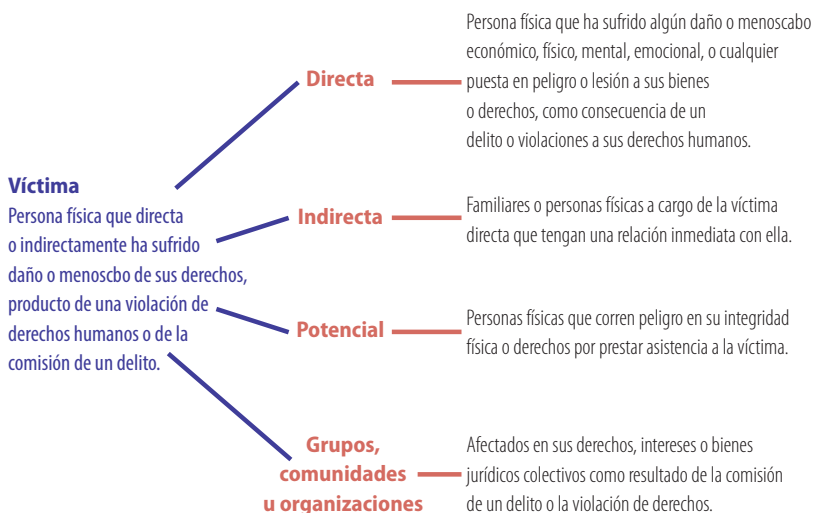 Víctima
Persona física que directa
o indirectamente ha sufrido
daño o menoscbo de sus derechos,
producto de una violación de
derechos humanos o de la
comisión de un delito.
Directa
Persona física que ha sufrido algún daño o menoscabo
económico, físico, mental, emocional, o cualquier
puesta en peligro o lesión a sus bienes
o derechos, como consecuencia de un
delito o violaciones a sus derechos humanos.
Indirecta
Familiares o personas físicas a cargo de la víctima
directa que tengan una relación inmediata con ella.
Potencial
Personas físicas que corren peligro en su integridad
física o derechos por prestar asistencia a la víctima.
Grupos,
comunidades
u organizaciones
Afectados en sus derechos, intereses o bienes
jurídicos colectivos como resultado de la comisión
de un delito o la violación de derechos.